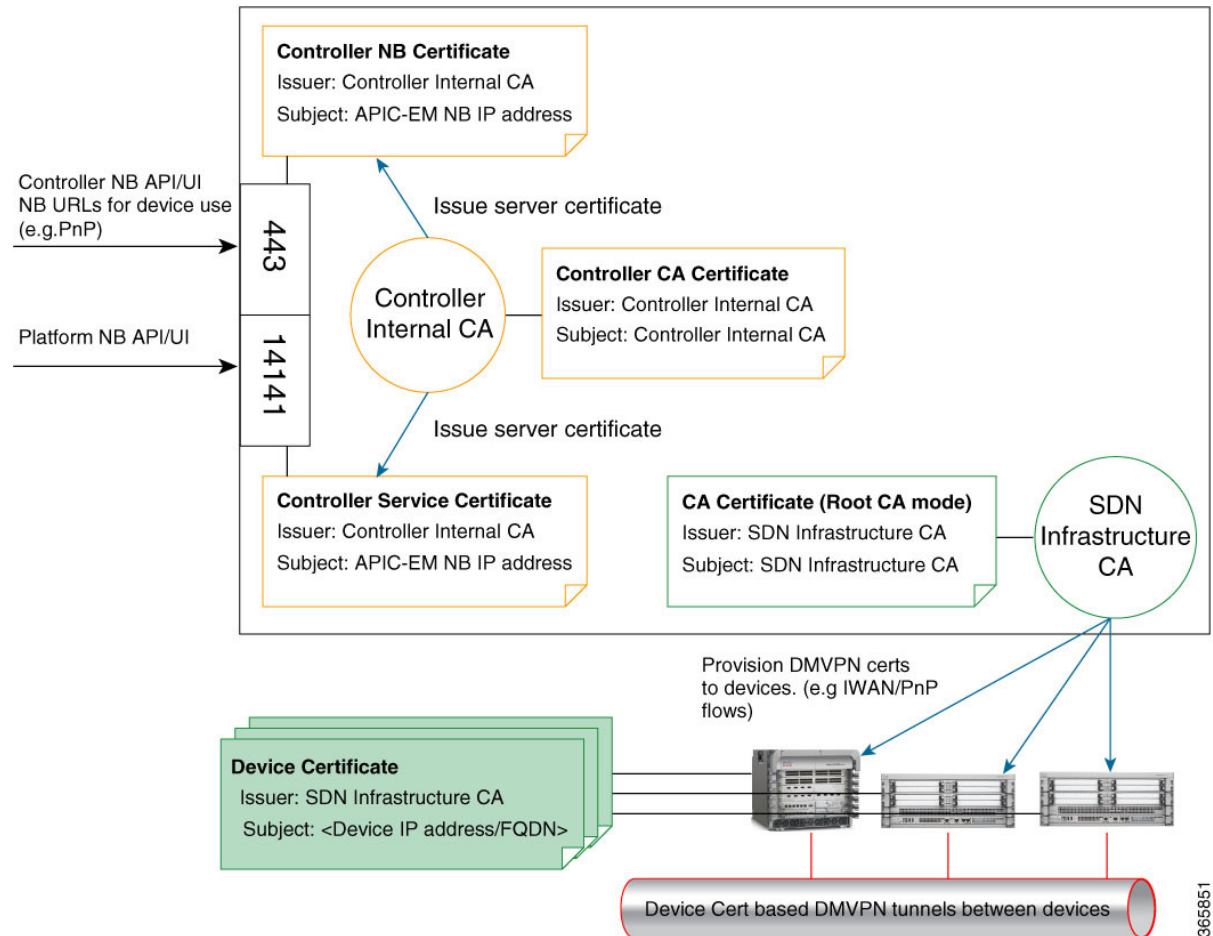 Controller NB Certificate
Issuer: Controller Internal CA
Subject: APIC-EM NB IP address
Controller NB API/UI
NB URLs for device use
(e.g.PnP)
443
Issue server certificate
Controller
Internal CA
Controller CA Certificate
Issuer: Controller Internal CA
Subject: Controller Internal CA
Platform NB API/UI
14141
Issue server certificate
Controller Service Certificate
Issuer: Controller Internal CA
Subject: APIC-EM NB IP address
CA Certificate (Root CA mode)
Issuer: SDN Infrastructure CA
Subject: SDN Infrastructure CA
SDN
Infrastructure
CA
Provision DMVPN certs
to devices. (e.g IWAN/PnP
flows)
Device Certificate
Issuer: SDN Infrastructure CA
Subject: <Device IP address/FQDN>
Device Cert based DMVPN tunnels between devices
365851